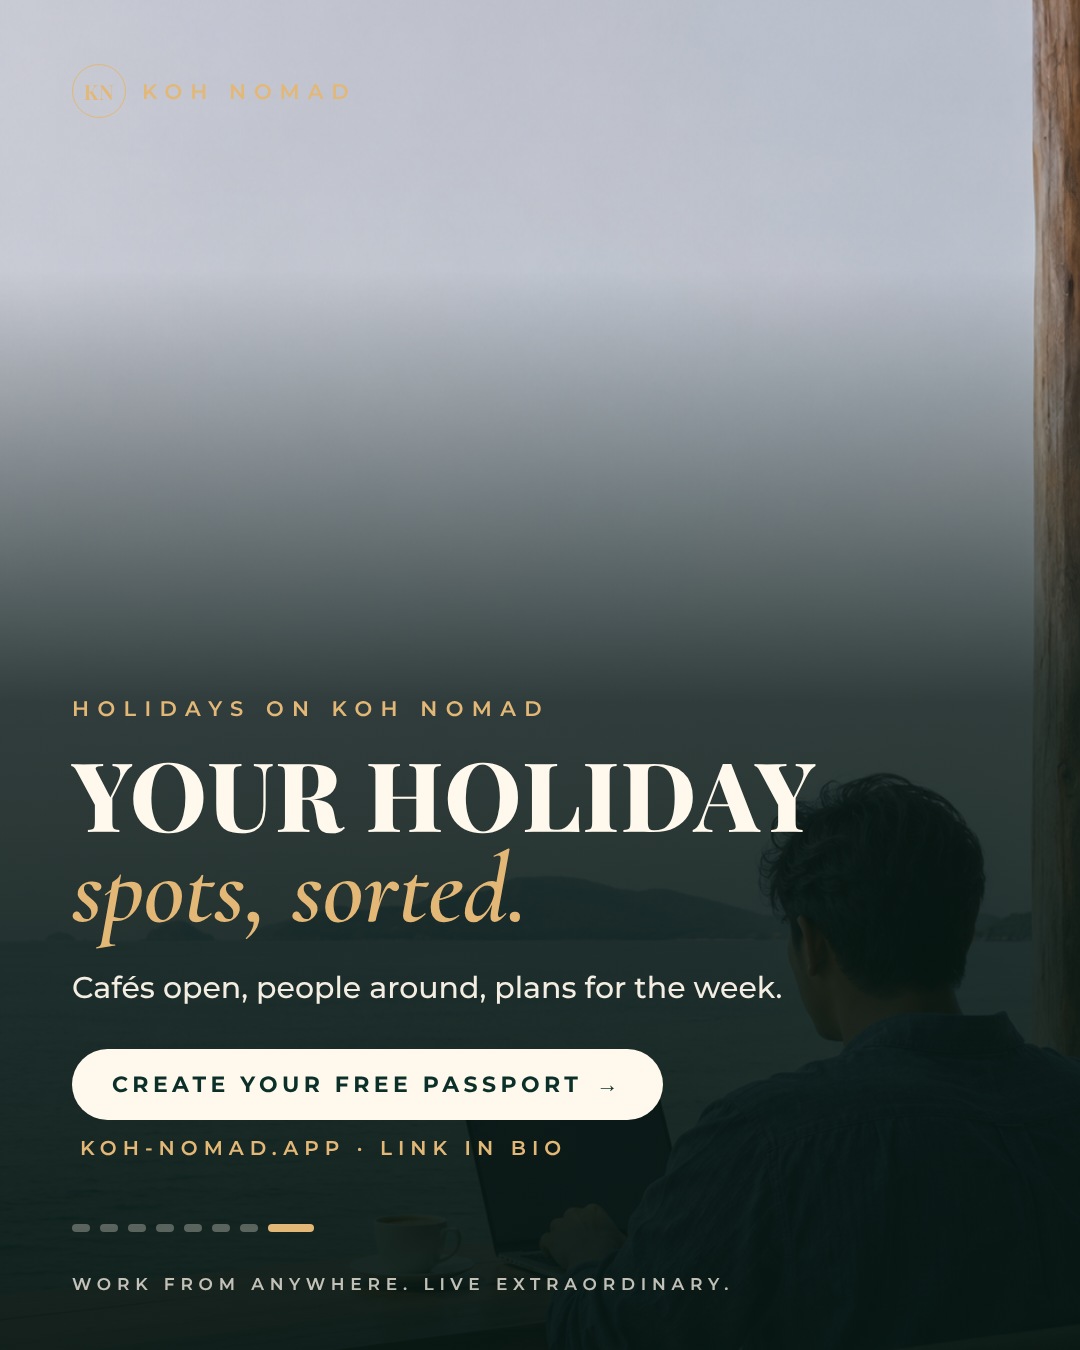 KN KOH NOMAD
HOLIDAYS ON KOH NOMAD
YOUR HOLIDAY
spots, sorted.
Cafés open, people around, plans for the week.
CREATE YOUR FREE PASSPORT →
KOH-NOMAD.APP · LINK IN BIO
WORK FROM ANYWHERE. LIVE EXTRAORDINARY.